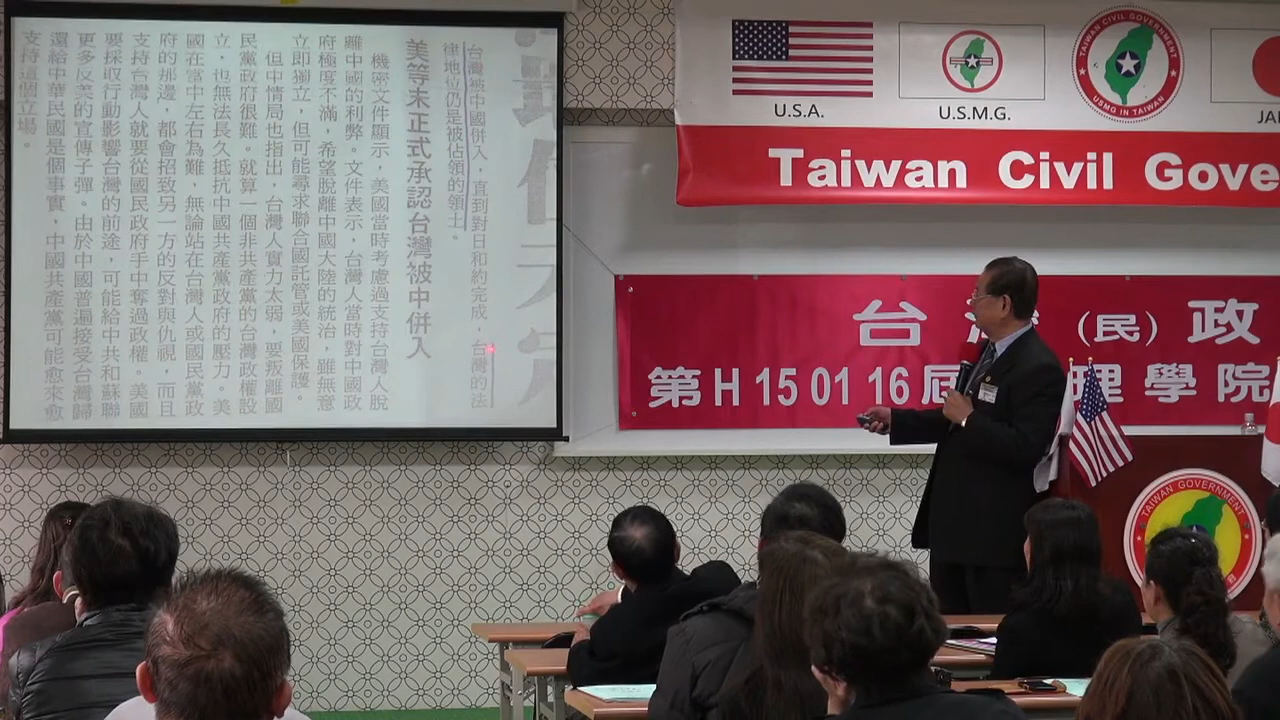 台灣被中國併入，直到對日和約完成，台灣的法
律地位仍是被佔領的領土。
美等未正式承認台灣被中併入
機密文件顯示，美國當時考慮過支持台灣人脫
離中國的利弊。文件表示，台灣人當時對中國政
府極度不滿，希望脫離中國大陸的統治，雖無意
立即獨立，但可能尋求聯合國託管或美國保護。
但中情局也指出，台灣人實力太弱，要叛離國
民黨政府很難。就算一個非共產黨的台灣政權設
立，也無法長久抵抗中國共產黨政府的壓力。美
國在當中左右為難，無論站在台灣人或國民黨政
府的那邊，都會招致另一方的反對與仇視，而且
支持台灣人就要從國民政府手中奪過政權。美國
要採取行動影響台灣的前途，可能給中共和蘇聯
更多反美的宣傳子彈。由於中國普遍接受台灣歸
還給中華民國是個事實，中國共產黨可能愈來愈
支持這個立場。
U.S.A.
U.S.M.G.
TAIWAN CIVIL GOVERNMENT
USMG IN TAIWAN
JA
Taiwan Civil Gove
台 (民) 政
第H 15 01 16屆 理學院
TAIWAN GOVERNMENT